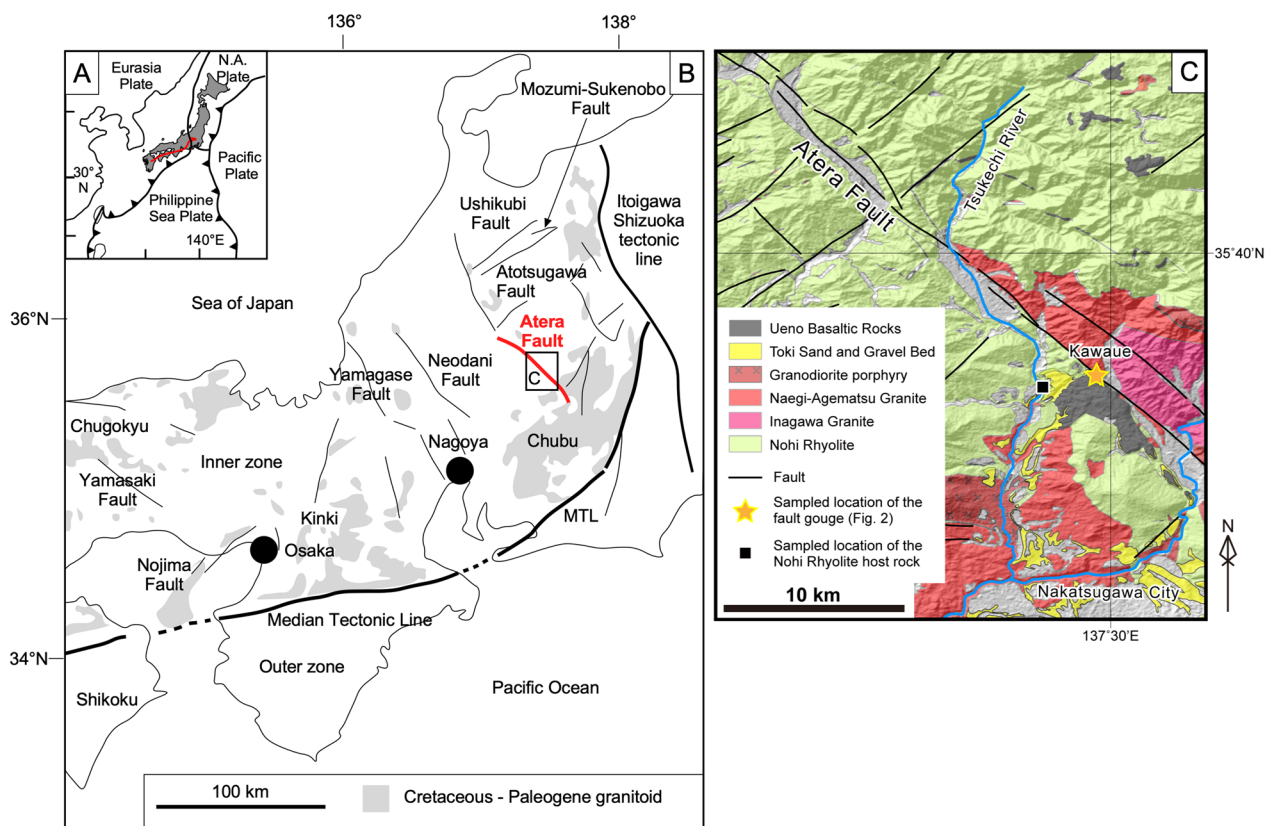 136°
138°
A
Eurasia
Plate
N.A.
Plate
30°
N
Pacific
Plate
Philippine
Sea Plate
140°E
B
Mozumi-Sukenobo
Fault
Ushikubi
Fault
Itoigawa
Shizuoka
tectonic
line
Atotsugawa
Fault
Sea of Japan
36°N
Atera
Fault
C
Neodani
Fault
Yamagase
Fault
Chugokyu
Nagoya
Chubu
Inner zone
Yamasaki
Fault
Kinki
MTL
Osaka
Nojima
Fault
Median Tectonic Line
34°N
Outer zone
Shikoku
Pacific Ocean
100 km
Cretaceous - Paleogene granitoid
C
Atera Fault
Tsukechi River
35°40'N
Kawaue
Ueno Basaltic Rocks
Toki Sand and Gravel Bed
Granodiorite porphyry
Naegi-Agematsu Granite
Inagawa Granite
Nohi Rhyolite
Fault
Sampled location of the
fault gouge (Fig. 2)
Sampled location of the
Nohi Rhyolite host rock
10 km
N
Nakatsugawa City
137°30'E